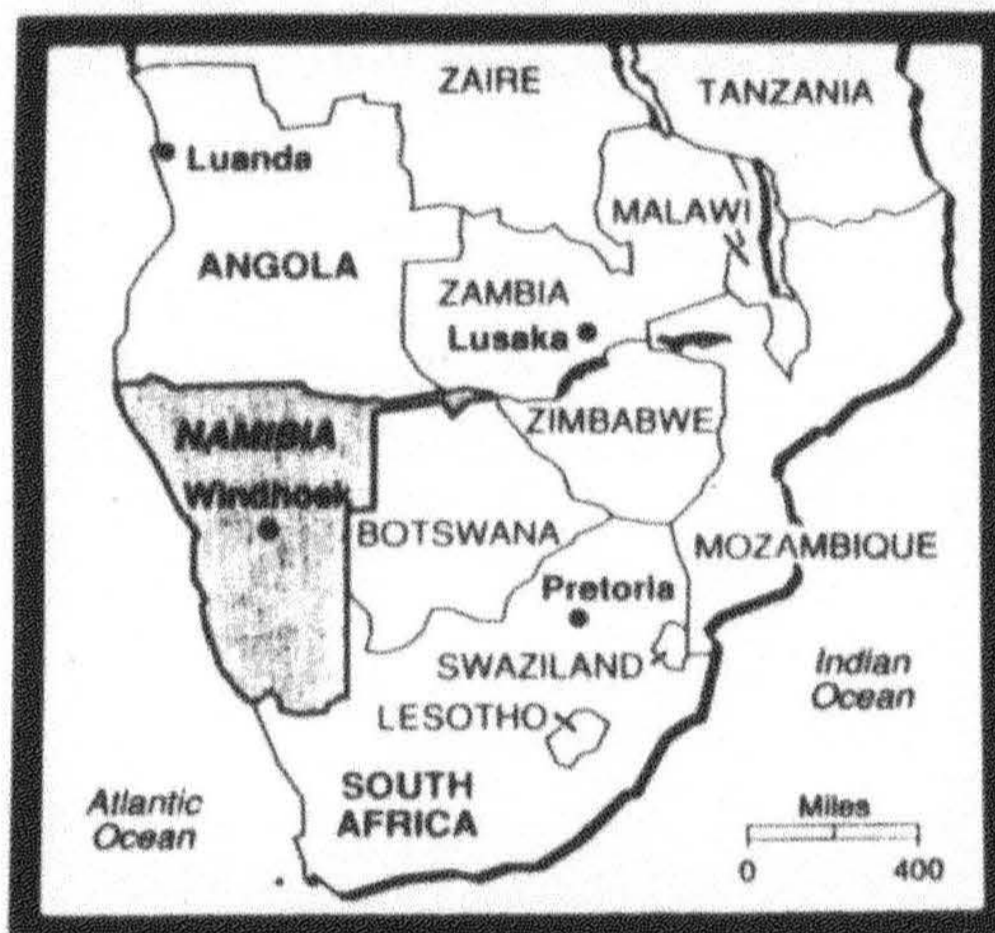 ZAIRE
TANZANIA
Luanda
MALAWI
ANGOLA
ZAMBIA
Lusaka
NAMIBIA
ZIMBABWE
Windhoek
BOTSWANA
MOZAMBIQUE
Pretoria
SWAZILAND
Indian
Ocean
LESOTHO
SOUTH
AFRICA
Atlantic
Ocean
Miles
0 400